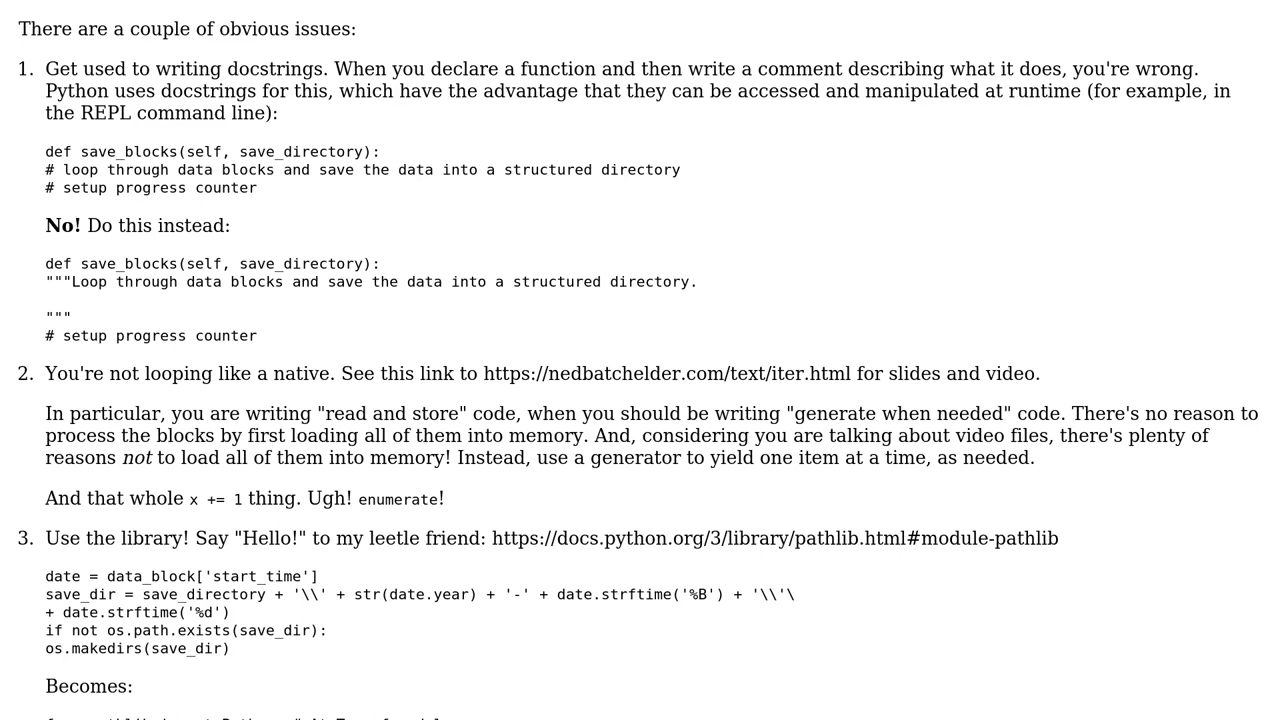 There are a couple of obvious issues:
1. Get used to writing docstrings. When you declare a function and then write a comment describing what it does, you're wrong.
Python uses docstrings for this, which have the advantage that they can be accessed and manipulated at runtime (for example, in
the REPL command line):
def save_blocks(self, save_directory):
# loop through data blocks and save the data into a structured directory
# setup progress counter
No! Do this instead:
def save_blocks(self, save_directory):
"""Loop through data blocks and save the data into a structured directory.
"""
# setup progress counter
2. You're not looping like a native. See this link to https://nedbatchelder.com/text/iter.html for slides and video.
In particular, you are writing "read and store" code, when you should be writing "generate when needed" code. There's no reason to
process the blocks by first loading all of them into memory. And, considering you are talking about video files, there's plenty of
reasons not to load all of them into memory! Instead, use a generator to yield one item at a time, as needed.
And that whole x += 1 thing. Ugh! enumerate!
3. Use the library! Say "Hello!" to my leetle friend: https://docs.python.org/3/library/pathlib.html#module-pathlib
date = data_block['start_time']
save_dir = save_directory + '\\' + str(date.year) + '-' + date.strftime('%B') + '\\'\
+ date.strftime('%d')
if not os.path.exists(save_dir):
os.makedirs(save_dir)
Becomes: